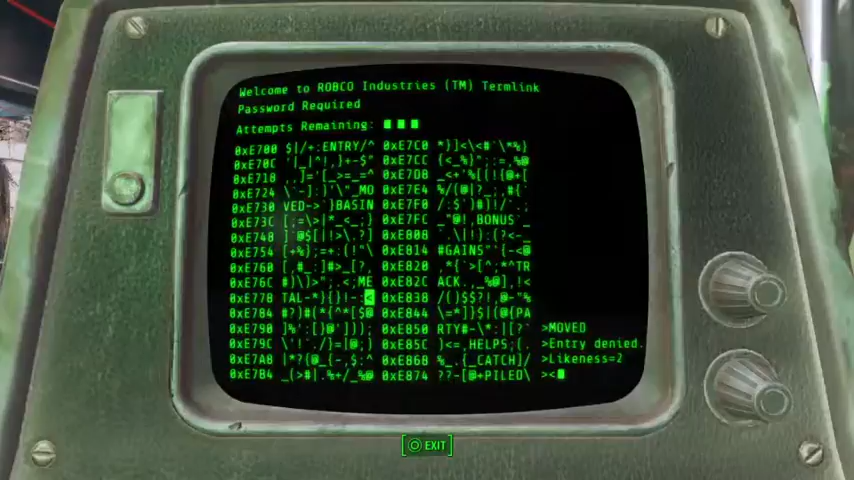 Welcome to ROBCO Industries (TM) Termlink
Password Required
Attempts Remaining: ■ ■ ■
0xE700 $|/+:ENTRY/^ 0xE7C0 *}]<\<#`\*%}
0xE70C '|_|^|,}+-$" 0xE7CC {<_%}";:=,%@
0xE718 ,.]='[_>=_=^ 0xE7D8 _<+'%[(!{@+[
0xE724 \`-]:)'\"_MO 0xE7E4 %/(@|?_;,#{`
0xE730 VED->`}BASIN 0xE7F0 /:$`)#]!/`.;
0xE73C [,=\>|*_<_;} 0xE7FC _"@!,BONUS`_
0xE748 ]`@$[|!>\.?] 0xE808 `.\|!):(?<-_
0xE754 [+%};=+:(!"\ 0xE814 #GAINS"'{-<@
0xE760 [,#_:]#>_[?, 0xE820 ,*{`>[^;*^TR
0xE76C #)\]>";.<;ME 0xE82C ACK.,_%@],!<
0xE778 TAL-*){}!-:< 0xE838 /()$$?!,@-"%
0xE784 #?)#(*{^*[$@ 0xE844 \=*]}$|(@{PA
0xE790 ]%':[}@'])); 0xE850 RTY#-\*:|[?` >MOVED
0xE79C \'!`./}=|@;) 0xE85C )<=,HELPS;(. >Entry denied.
0xE7A8 |*?(@_{-,$:^ 0xE868 %_.{_CATCH]/ >Likeness=2
0xE7B4 _(>#|.%+/_%@ 0xE874 ??-[@+PILED\ ><■
EXIT